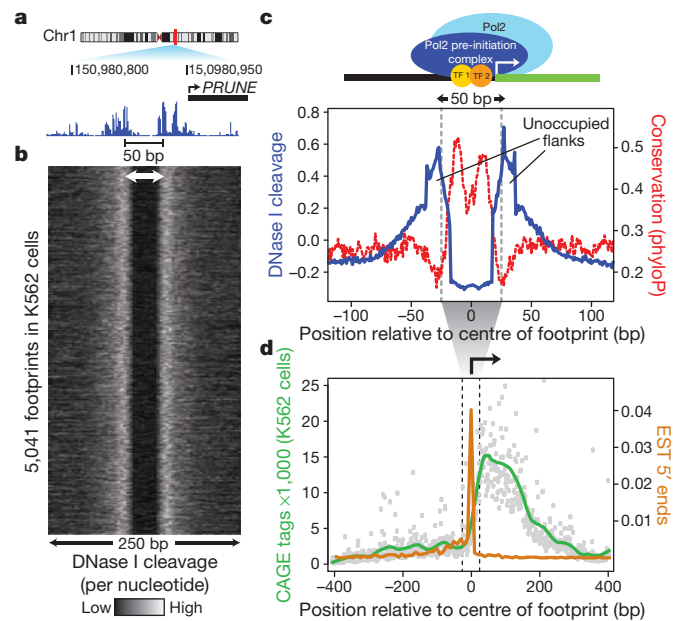 a
Chr1
150,980,800
15,0980,950
PRUNE
50 bp
b
5,041 footprints in K562 cells
250 bp
DNase I cleavage
(per nucleotide)
Low
High
c
Pol2
Pol2 pre-initiation
complex
TF 1
TF 2
50 bp
Unoccupied
flanks
DNase I cleavage
0.8
0.6
0.4
0.2
0.0
−0.2
Conservation (phyloP)
0.5
0.4
0.3
0.2
−100
−50
0
50
100
Position relative to centre of footprint (bp)
d
CAGE tags ×1,000 (K562 cells)
25
20
15
10
5
0
EST 5′ ends
0.04
0.03
0.02
0.01
−400
−200
0
200
400
Position relative to centre of footprint (bp)